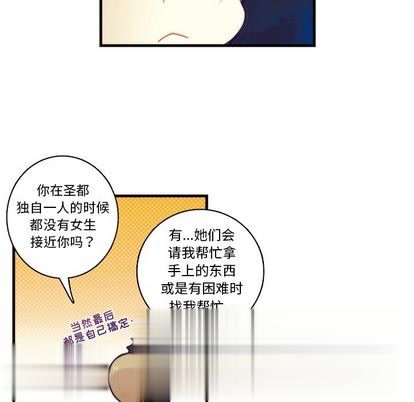 你在圣都
独自一人的时候
都没有女生
接近你吗？
有...她们会
请我帮忙拿
手上的东西
或是有困难时
找我帮忙
当然最后
都是自己搞定